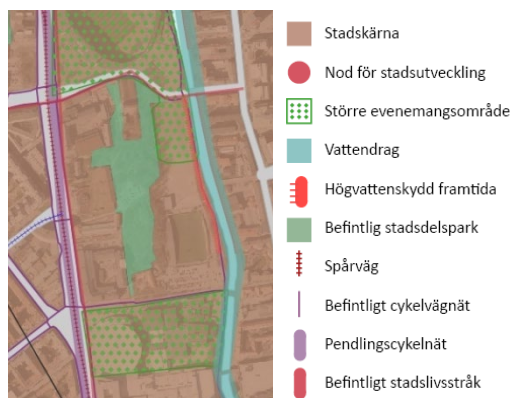 Stadskärna
Nod för stadsutveckling
Större evenemangsområde
Vattendrag
Högvattenskydd framtida
Befintlig stadsdelspark
Spårväg
Befintligt cykelvägnät
Pendlingscykelnät
Befintligt stadslivsstråk